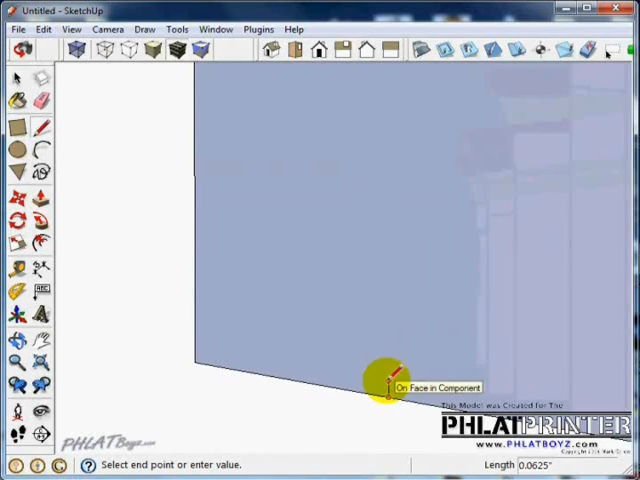 Untitled - SketchUp
File Edit View Camera Draw Tools Window Plugins Help
ABC
A
On Face in Component
This Model was Created for The
PHLATPRINTER
www.PHLATBOYZ.com
PHLATBoyz.com
Select end point or enter value.
Length 0.0625"